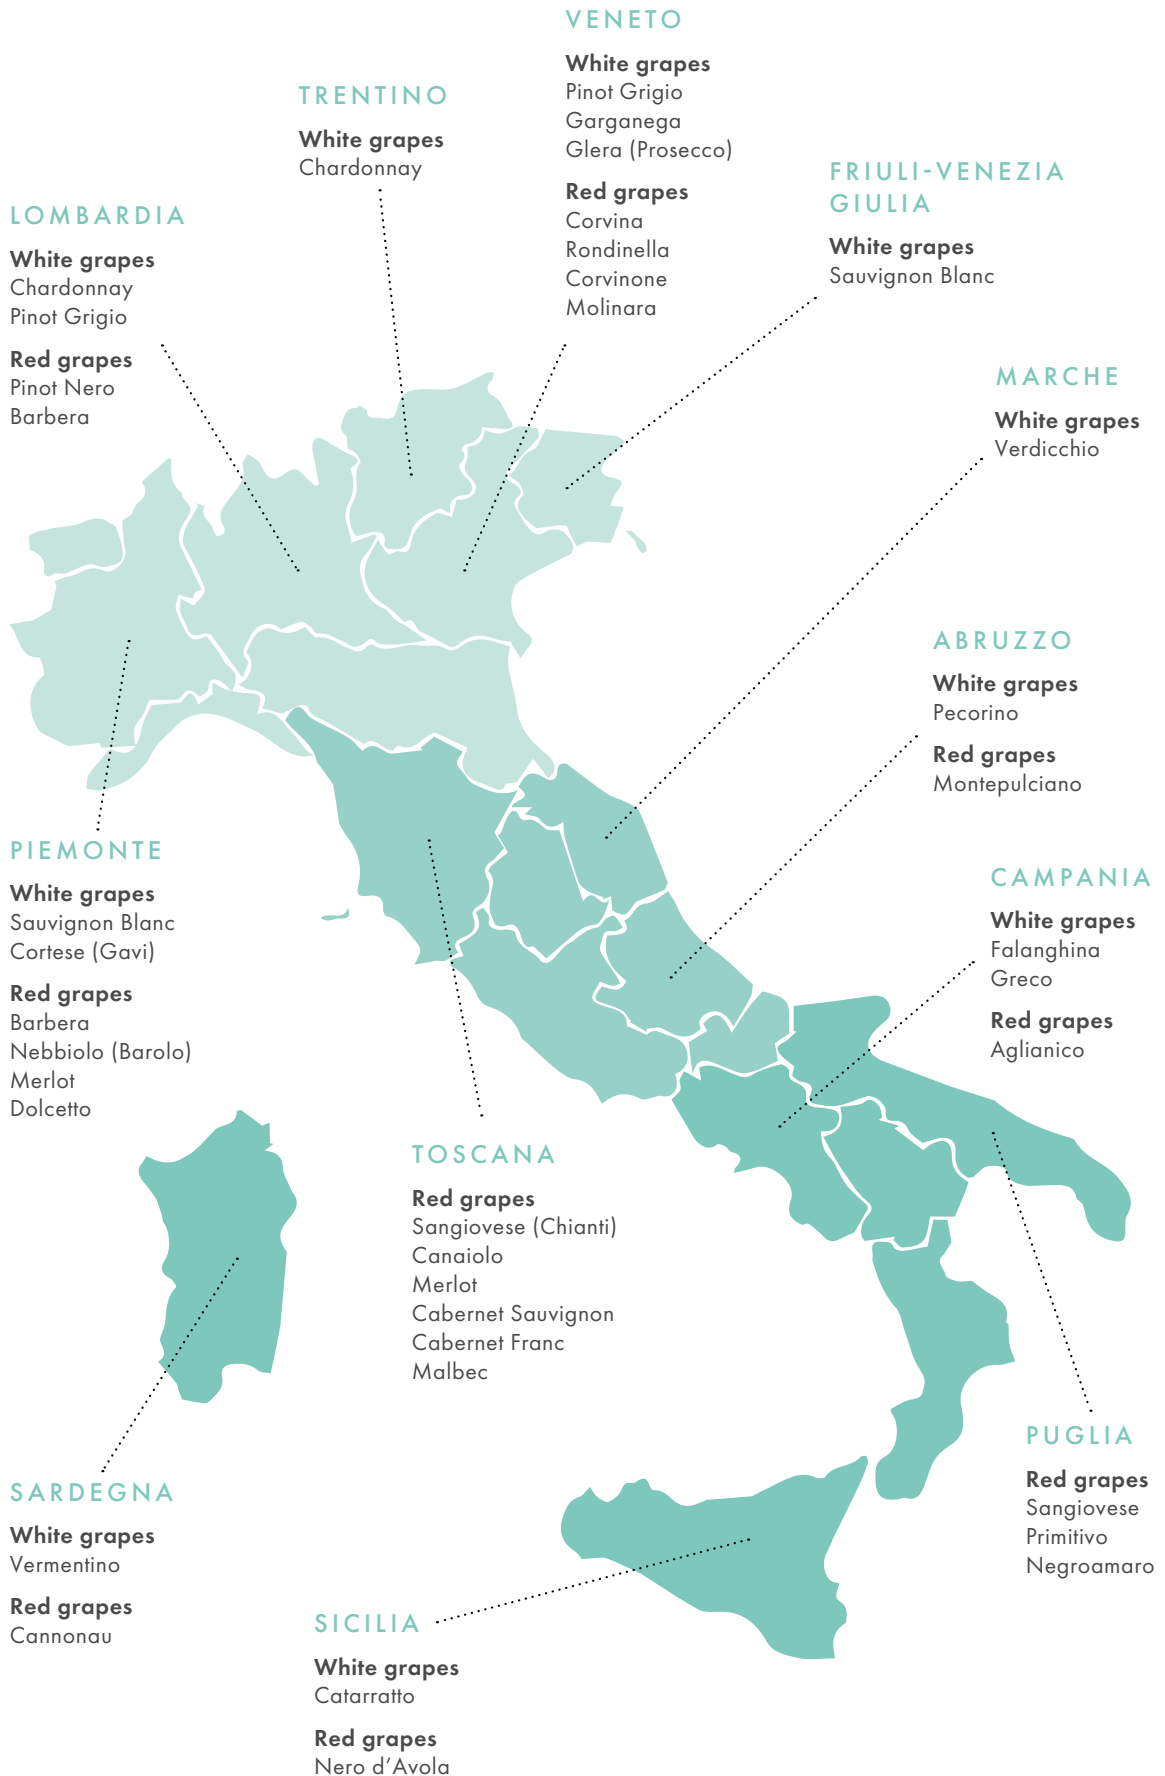 VENETO
White grapes
Pinot Grigio
Garganega
Glera (Prosecco)
Red grapes
Corvina
Rondinella
Corvinone
Molinara
TRENTINO
White grapes
Chardonnay
FRIULI-VENEZIA
GIULIA
White grapes
Sauvignon Blanc
LOMBARDIA
White grapes
Chardonnay
Pinot Grigio
Red grapes
Pinot Nero
Barbera
MARCHE
White grapes
Verdicchio
ABRUZZO
White grapes
Pecorino
Red grapes
Montepulciano
PIEMONTE
White grapes
Sauvignon Blanc
Cortese (Gavi)
Red grapes
Barbera
Nebbiolo (Barolo)
Merlot
Dolcetto
CAMPANIA
White grapes
Falanghina
Greco
Red grapes
Aglianico
TOSCANA
Red grapes
Sangiovese (Chianti)
Canaiolo
Merlot
Cabernet Sauvignon
Cabernet Franc
Malbec
PUGLIA
Red grapes
Sangiovese
Primitivo
Negroamaro
SARDEGNA
White grapes
Vermentino
Red grapes
Cannonau
SICILIA
White grapes
Catarratto
Red grapes
Nero d’Avola